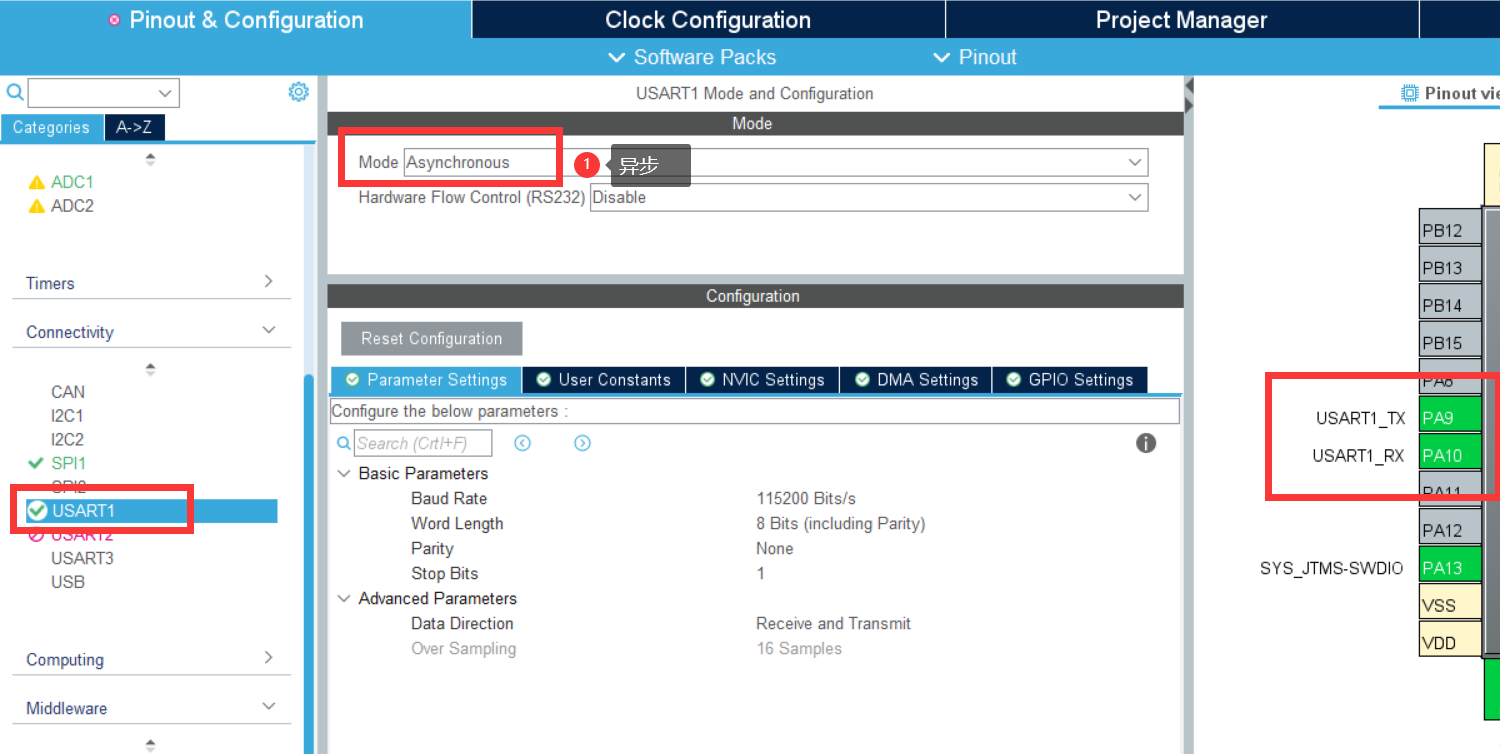 Pinout & Configuration
Clock Configuration
Project Manager
Software Packs
Pinout
Categories
A->Z
ADC1
ADC2
Timers
Connectivity
CAN
I2C1
I2C2
SPI1
SPI2
USART1
USART2
USART3
USB
Computing
Middleware
USART1 Mode and Configuration
Mode
Mode Asynchronous
1 异步
Hardware Flow Control (RS232) Disable
Configuration
Reset Configuration
Parameter Settings
User Constants
NVIC Settings
DMA Settings
GPIO Settings
Configure the below parameters :
Search (CrtI+F)
Basic Parameters
Baud Rate 115200 Bits/s
Word Length 8 Bits (including Parity)
Parity None
Stop Bits 1
Advanced Parameters
Data Direction Receive and Transmit
Over Sampling 16 Samples
Pinout vie
PB12
PB13
PB14
PB15
PA8
USART1_TX PA9
USART1_RX PA10
PA11
PA12
SYS_JTMS-SWDIO PA13
VSS
VDD